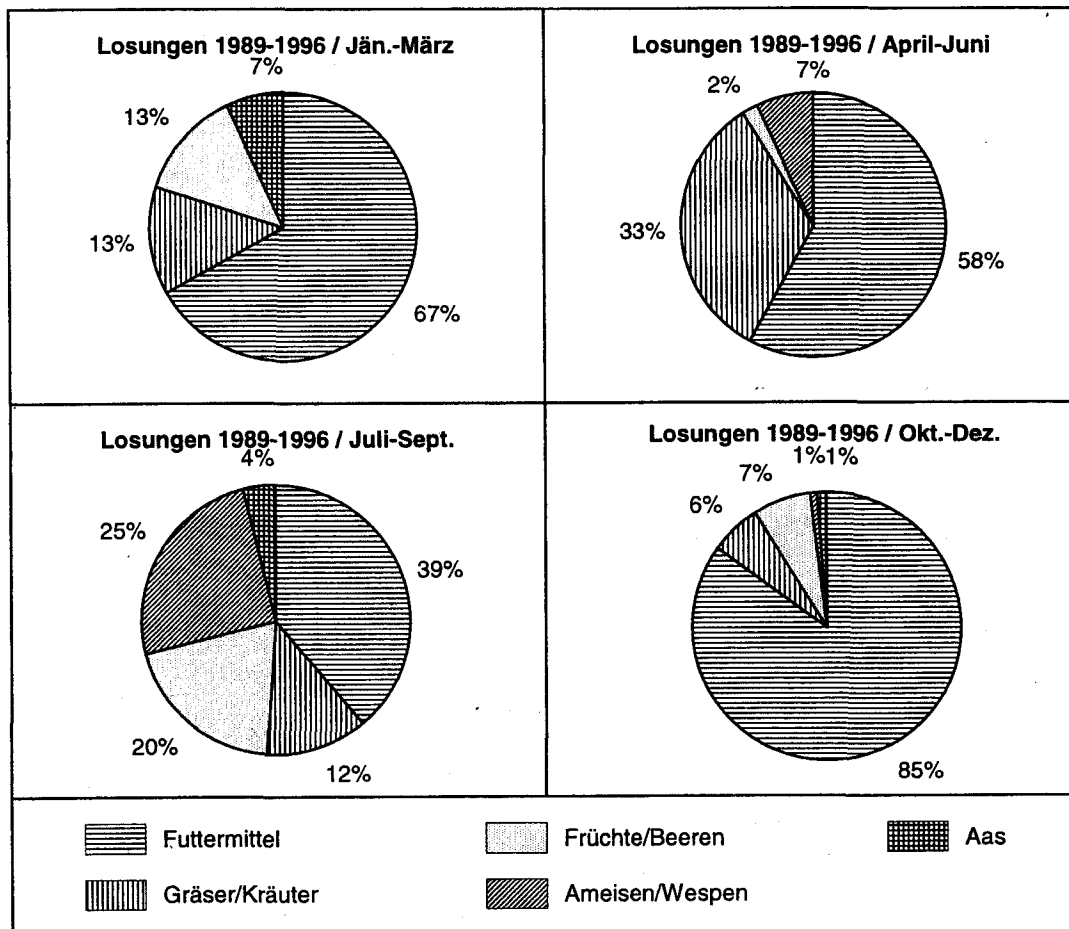 Losungen 1989-1996 / Jän.-März
7%
13%
13%
67%
Losungen 1989-1996 / April-Juni
7%
2%
33%
58%
Losungen 1989-1996 / Juli-Sept.
4%
25%
39%
20%
12%
Losungen 1989-1996 / Okt.-Dez.
1% 1%
7%
6%
85%
Futtermittel
Früchte/Beeren
Aas
Gräser/Kräuter
Ameisen/Wespen